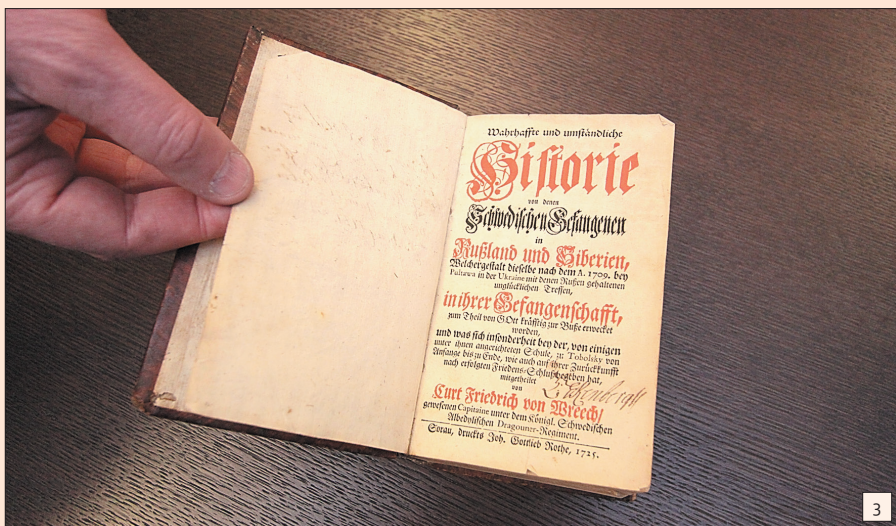 Wahrhaffte und umständliche
Historie
von denen
Schwedischen Gefangenen
in
Rußland und Siberien,
Welchergestalt dieselbe nach dem A. 1709. bey
Pultawa in der Ukraine mit denen Rußen gehaltenen
unglücklichen Treffen,
in ihrer Gefangenschafft,
zum Theil von GOtt kräfftig zur Buße erwecket
worden,
und was sich insonderheit bey der, von einigen
unter ihnen angerichteten Schule, zu Tobolsky von
Anfange bis zu Ende, wie auch auf ihrer Zurückkunfft
nach erfolgten Friedens-Schluß begeben hat,
mitgetheilet
von
Curt Friedrich von Wreech/
gewesenen Capitaine unter dem Königl. Schwedischen
Albedylischen Dragouner-Regiment.
Sorau, druckts Joh. Gottlieb Rothe, 1725.
3